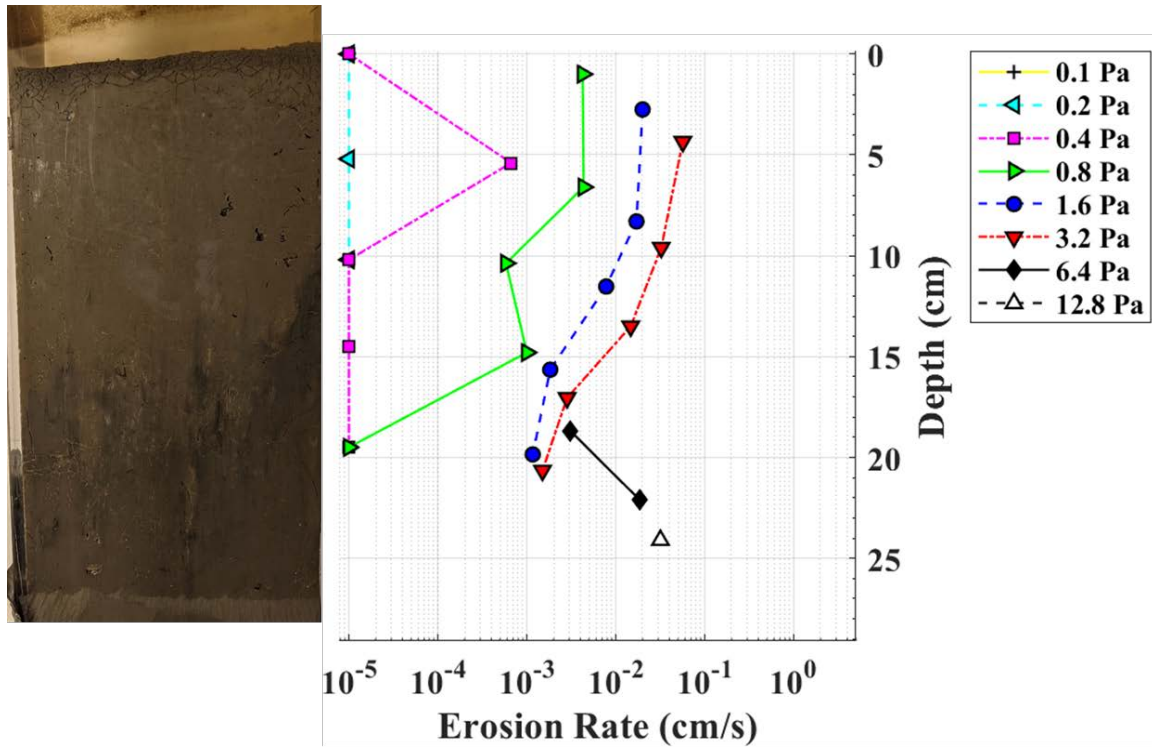 0
5
10
15
20
25
Depth (cm)
10-5
10-4
10-3
10-2
10-1
100
Erosion Rate (cm/s)
0.1 Pa
0.2 Pa
0.4 Pa
0.8 Pa
1.6 Pa
3.2 Pa
6.4 Pa
12.8 Pa